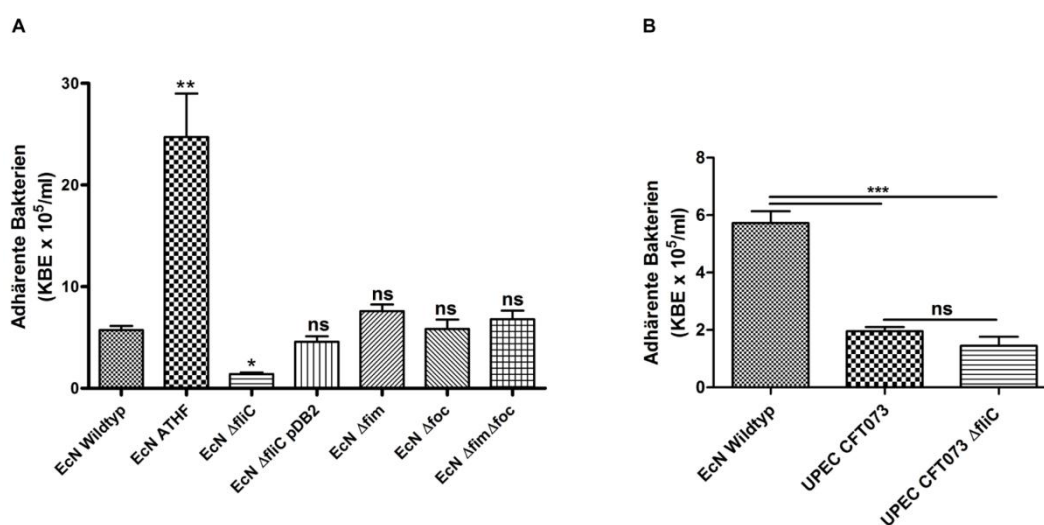 A
B
Adhärente Bakterien
(KBE x 10⁵/ml)
30
20
10
0
**
*
ns
ns
ns
ns
EcN Wildtyp
EcN ATHF
EcN ΔfliC
EcN ΔfliC pDB2
EcN Δfim
EcN Δfoc
EcN ΔfimΔfoc
Adhärente Bakterien
(KBE x 10⁵/ml)
8
6
4
2
0
***
ns
EcN Wildtyp
UPEC CFT073
UPEC CFT073 ΔfliC